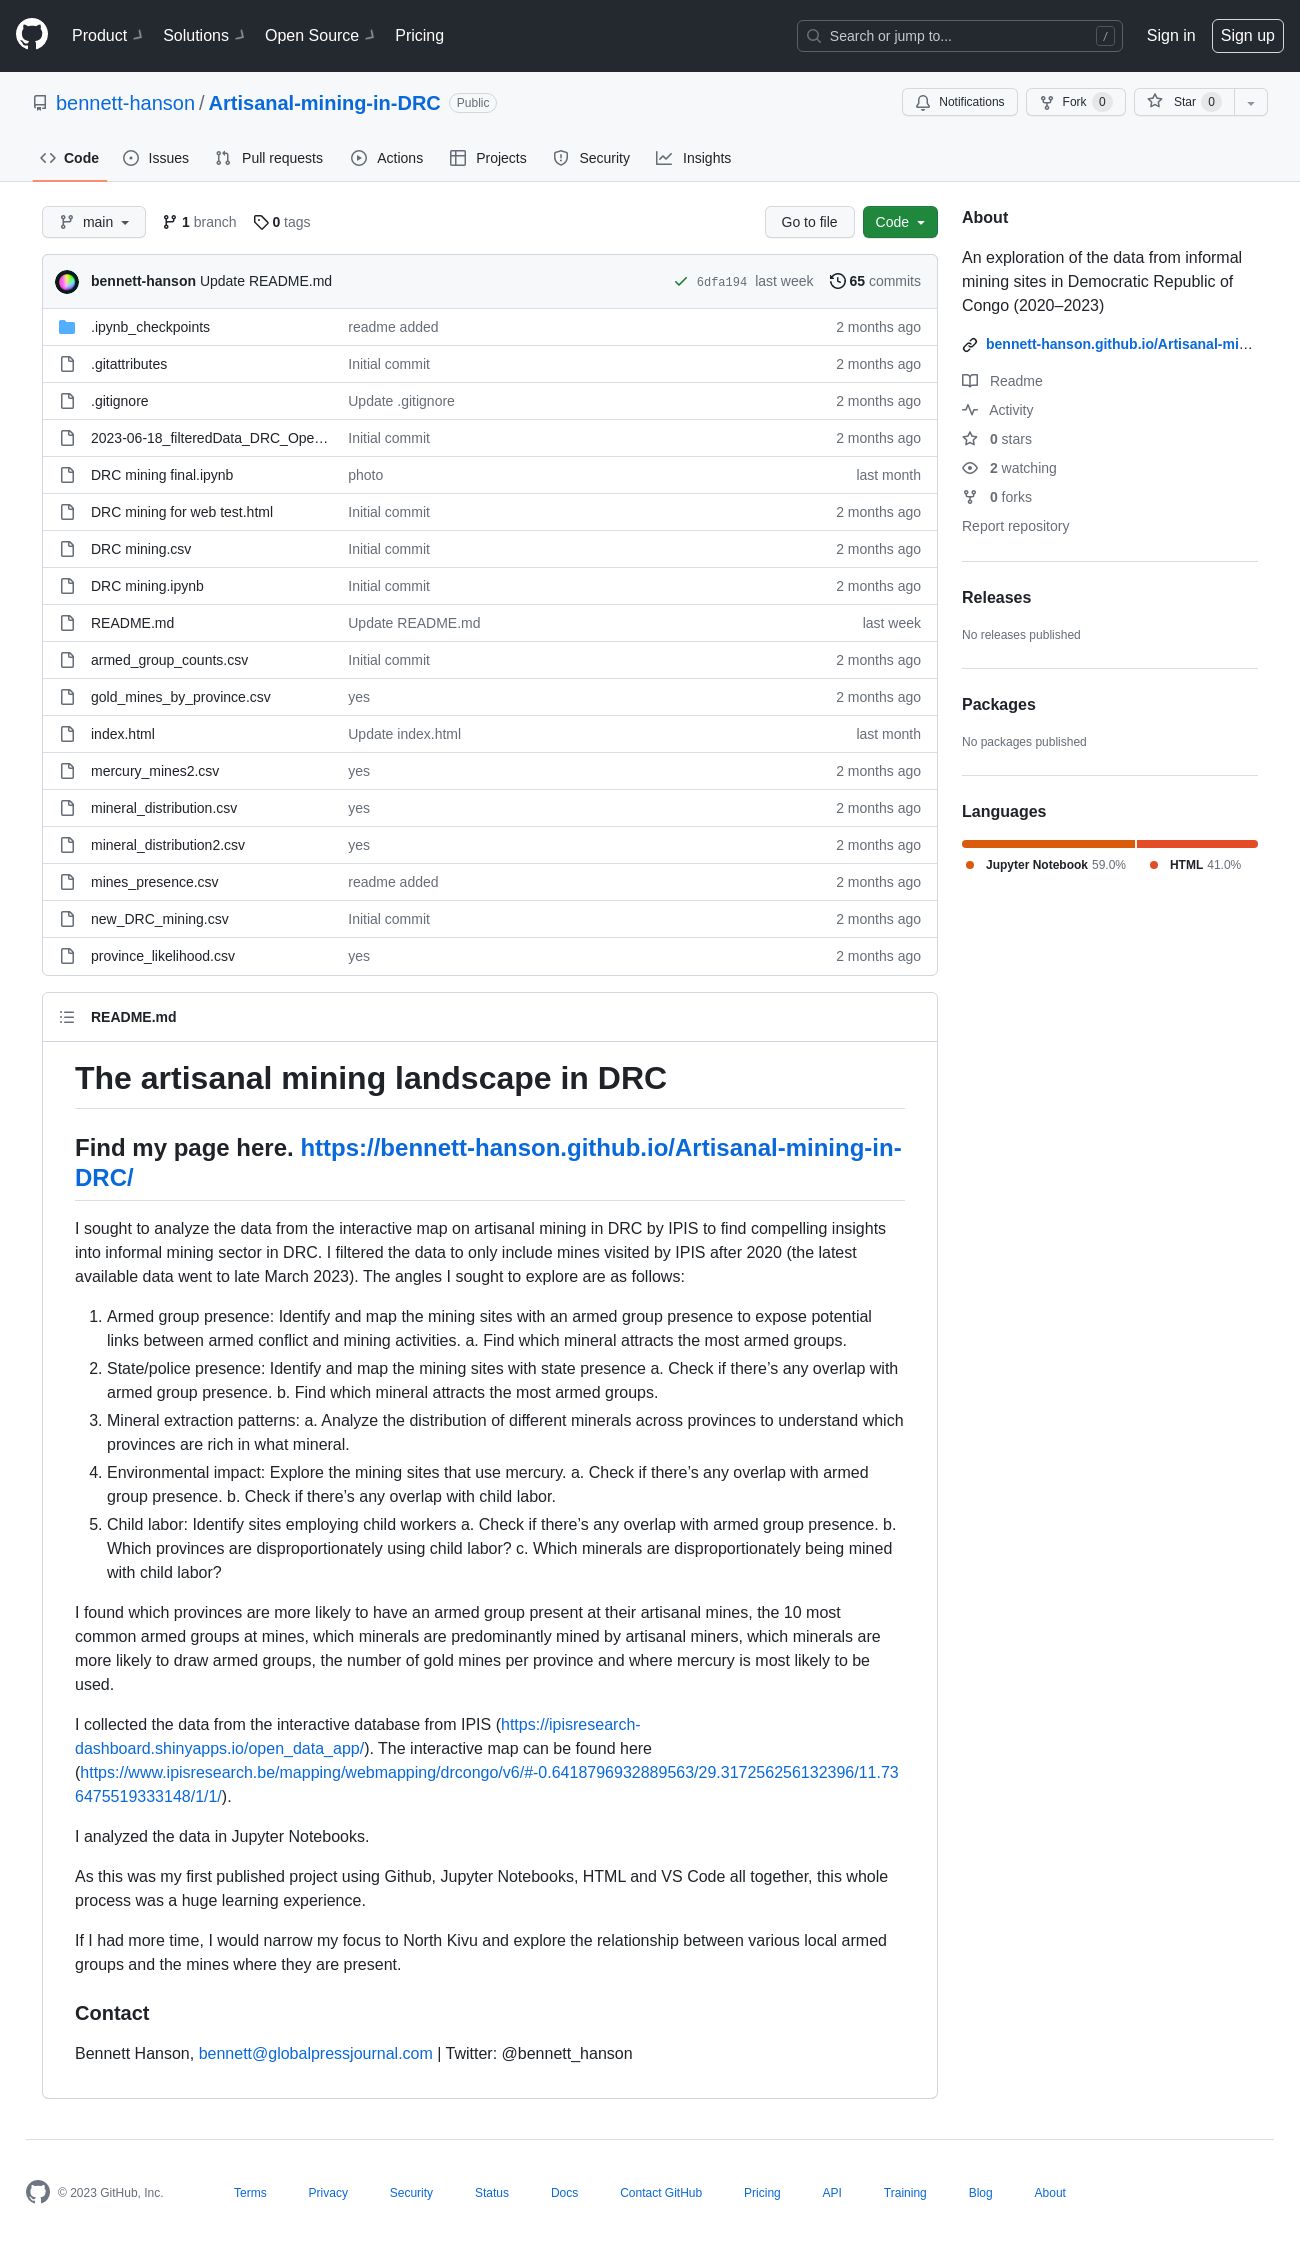 Product Solutions Open Source Pricing Search or jump to... / Sign in Sign up
bennett-hanson / Artisanal-mining-in-DRC Public Notifications Fork 0 Star 0
Code Issues Pull requests Actions Projects Security Insights
main 1 branch 0 tags Go to file Code
bennett-hanson Update README.md 6dfa194 last week 65 commits
.ipynb_checkpoints readme added 2 months ago
.gitattributes Initial commit 2 months ago
.gitignore Update .gitignore 2 months ago
2023-06-18_filteredData_DRC_Ope… Initial commit 2 months ago
DRC mining final.ipynb photo last month
DRC mining for web test.html Initial commit 2 months ago
DRC mining.csv Initial commit 2 months ago
DRC mining.ipynb Initial commit 2 months ago
README.md Update README.md last week
armed_group_counts.csv Initial commit 2 months ago
gold_mines_by_province.csv yes 2 months ago
index.html Update index.html last month
mercury_mines2.csv yes 2 months ago
mineral_distribution.csv yes 2 months ago
mineral_distribution2.csv yes 2 months ago
mines_presence.csv readme added 2 months ago
new_DRC_mining.csv Initial commit 2 months ago
province_likelihood.csv yes 2 months ago
README.md
The artisanal mining landscape in DRC
Find my page here. https://bennett-hanson.github.io/Artisanal-mining-in-
DRC/
I sought to analyze the data from the interactive map on artisanal mining in DRC by IPIS to find compelling insights
into informal mining sector in DRC. I filtered the data to only include mines visited by IPIS after 2020 (the latest
available data went to late March 2023). The angles I sought to explore are as follows:
1. Armed group presence: Identify and map the mining sites with an armed group presence to expose potential
links between armed conflict and mining activities. a. Find which mineral attracts the most armed groups.
2. State/police presence: Identify and map the mining sites with state presence a. Check if there’s any overlap with
armed group presence. b. Find which mineral attracts the most armed groups.
3. Mineral extraction patterns: a. Analyze the distribution of different minerals across provinces to understand which
provinces are rich in what mineral.
4. Environmental impact: Explore the mining sites that use mercury. a. Check if there’s any overlap with armed
group presence. b. Check if there’s any overlap with child labor.
5. Child labor: Identify sites employing child workers a. Check if there’s any overlap with armed group presence. b.
Which provinces are disproportionately using child labor? c. Which minerals are disproportionately being mined
with child labor?
I found which provinces are more likely to have an armed group present at their artisanal mines, the 10 most
common armed groups at mines, which minerals are predominantly mined by artisanal miners, which minerals are
more likely to draw armed groups, the number of gold mines per province and where mercury is most likely to be
used.
I collected the data from the interactive database from IPIS (https://ipisresearch-
dashboard.shinyapps.io/open_data_app/). The interactive map can be found here
(https://www.ipisresearch.be/mapping/webmapping/drcongo/v6/#-0.6418796932889563/29.317256256132396/11.73
6475519333148/1/1/).
I analyzed the data in Jupyter Notebooks.
As this was my first published project using Github, Jupyter Notebooks, HTML and VS Code all together, this whole
process was a huge learning experience.
If I had more time, I would narrow my focus to North Kivu and explore the relationship between various local armed
groups and the mines where they are present.
Contact
Bennett Hanson, bennett@globalpressjournal.com | Twitter: @bennett_hanson
About
An exploration of the data from informal
mining sites in Democratic Republic of
Congo (2020–2023)
bennett-hanson.github.io/Artisanal-mi…
Readme
Activity
0 stars
2 watching
0 forks
Report repository
Releases
No releases published
Packages
No packages published
Languages
Jupyter Notebook 59.0% HTML 41.0%
© 2023 GitHub, Inc. Terms Privacy Security Status Docs Contact GitHub Pricing API Training Blog About